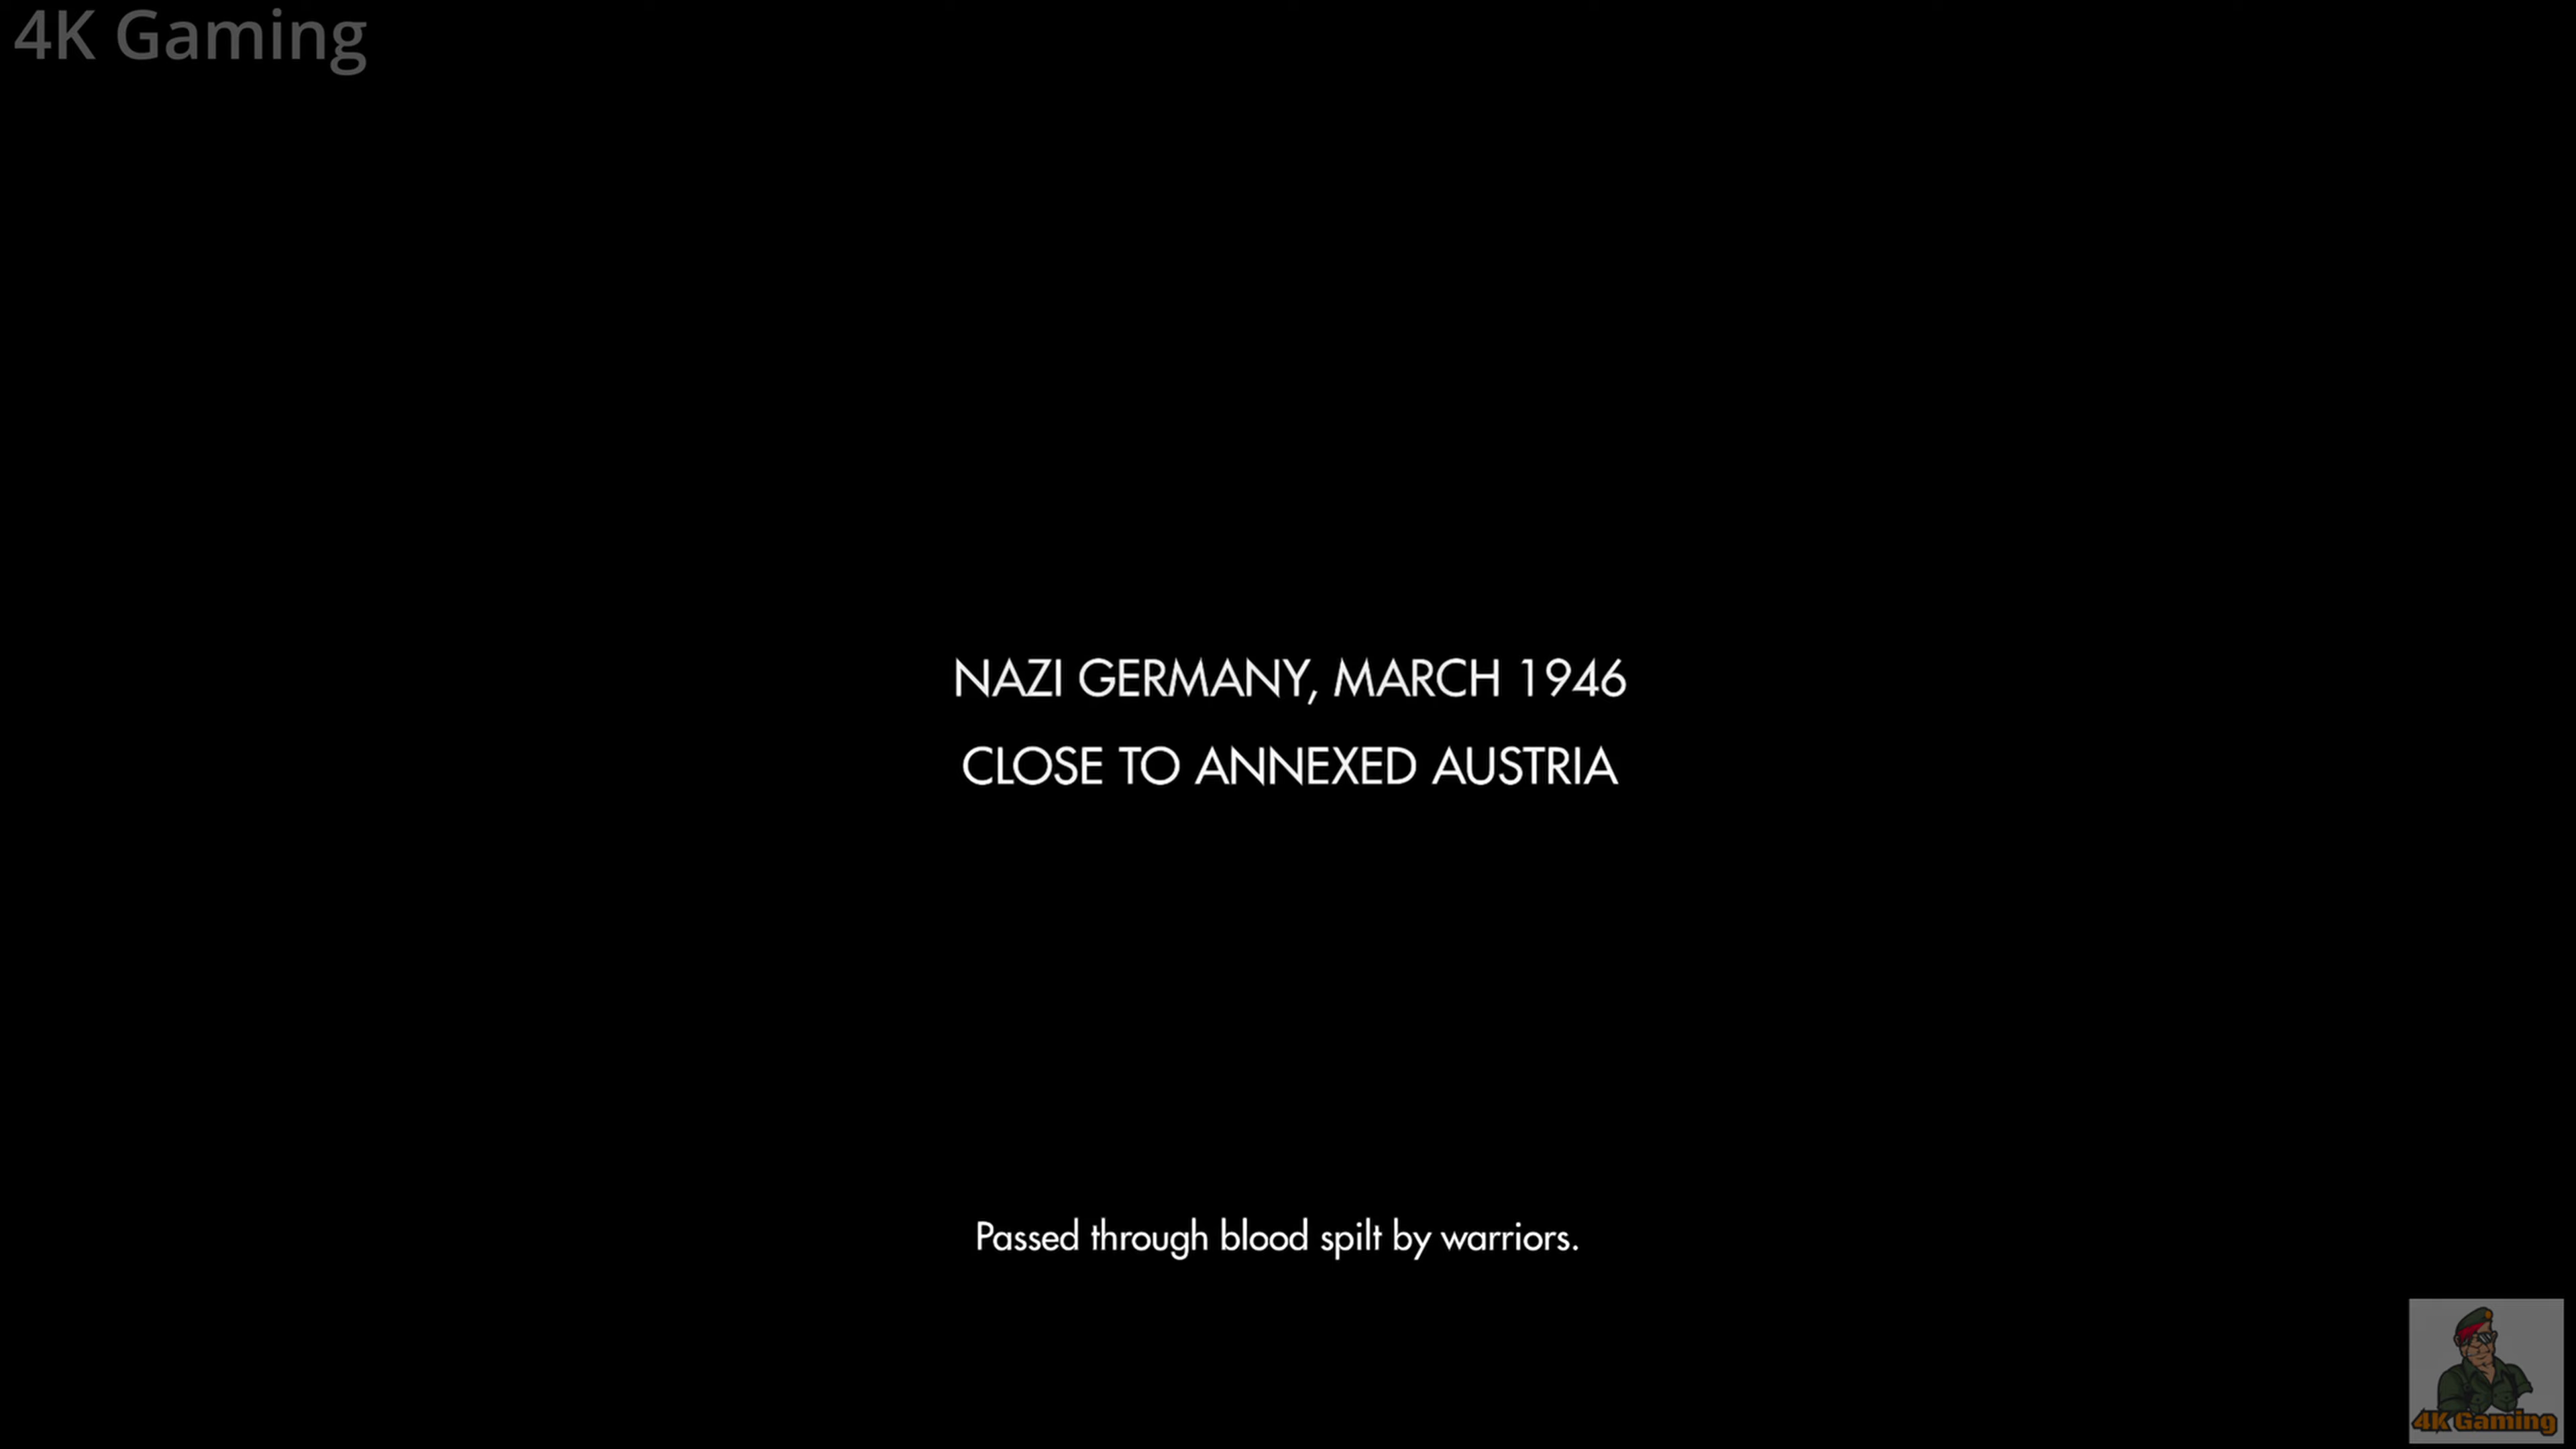 4K Gaming
NAZI GERMANY, MARCH 1946
CLOSE TO ANNEXED AUSTRIA
Passed through blood spilt by warriors.
4K Gaming